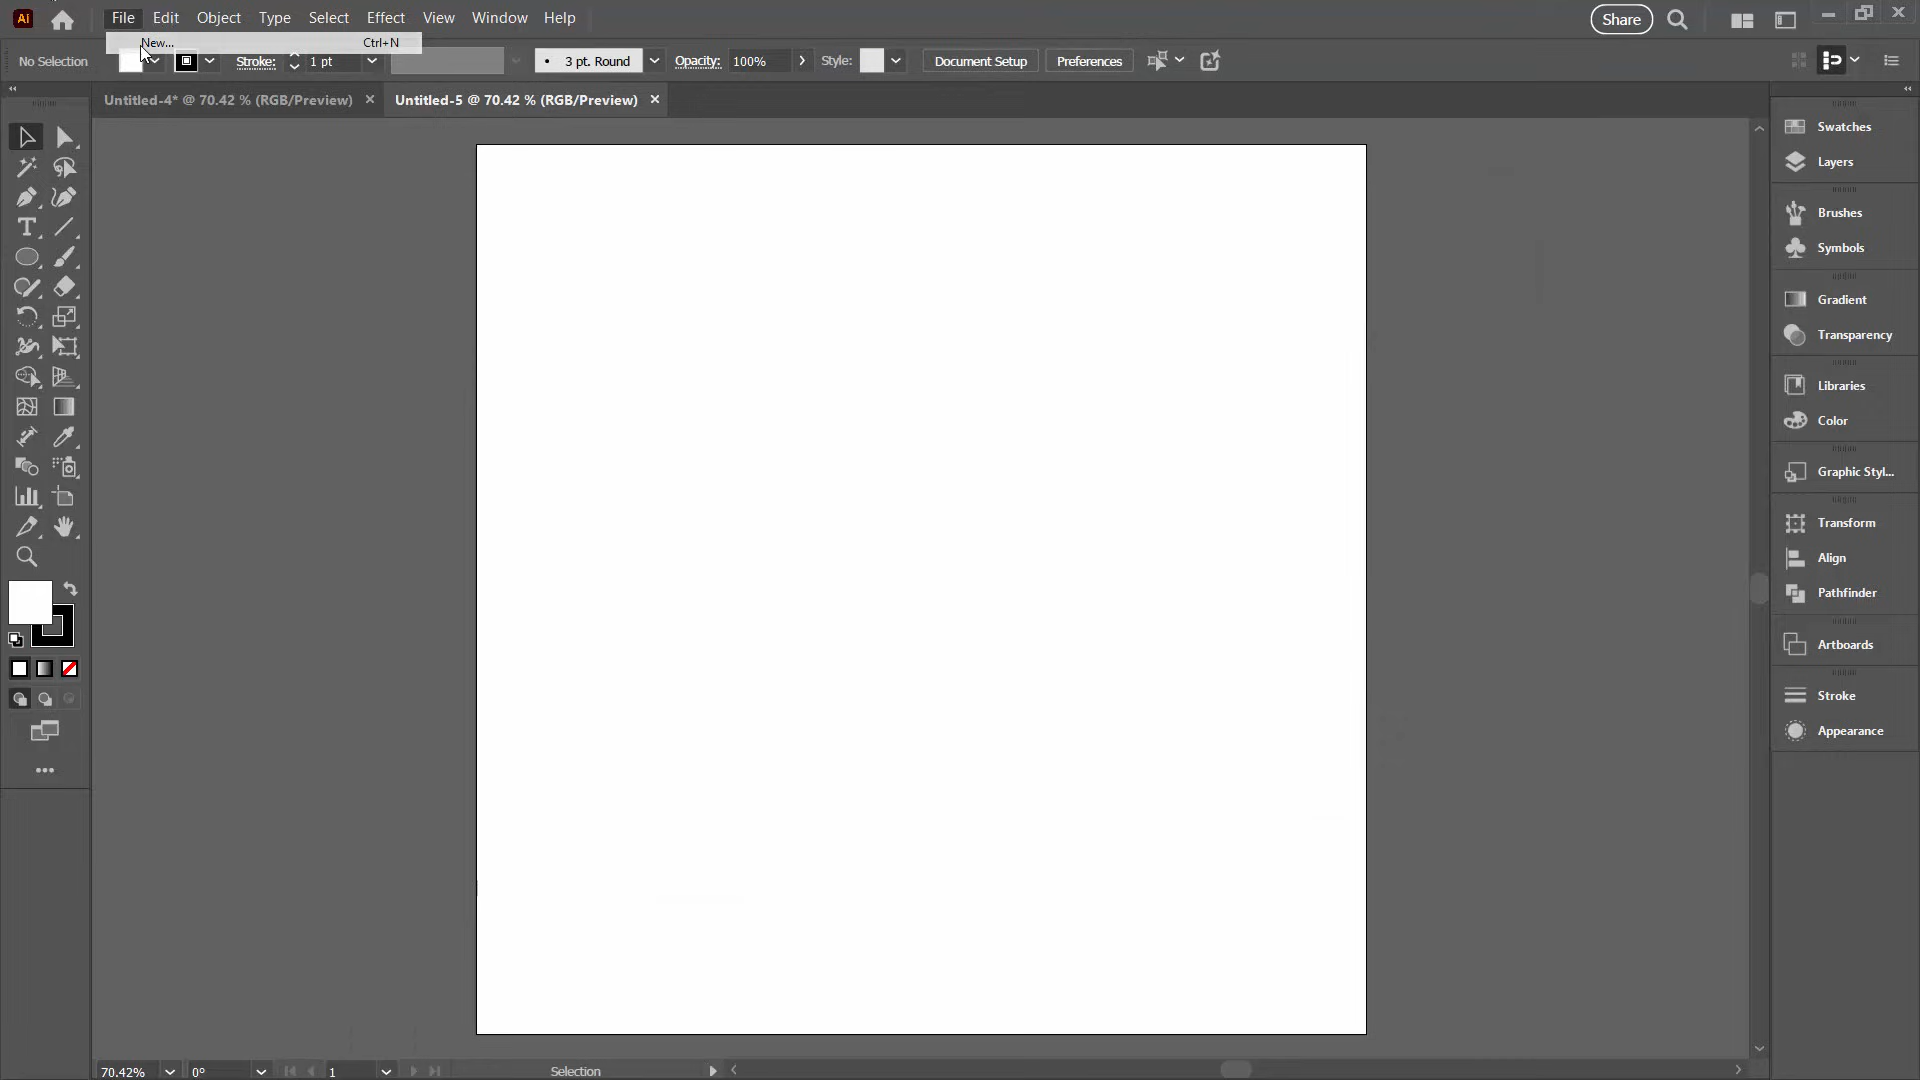 Ai File Edit Object Type Select Effect View Window Help Share
New... Ctrl+N
No Selection Stroke: 1 pt 3 pt. Round Opacity: 100% Style: Document Setup Preferences
Untitled-4* @ 70.42 % (RGB/Preview) Untitled-5 @ 70.42 % (RGB/Preview)
Swatches
Layers
Brushes
Symbols
Gradient
Transparency
Libraries
Color
Graphic Styl...
Transform
Align
Pathfinder
Artboards
Stroke
Appearance
70.42% 0° 1 Selection